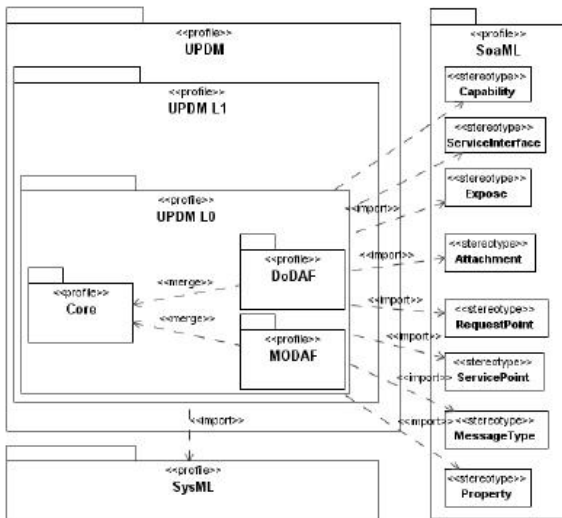 <<profile>>
UPDM
<<profile>>
UPDM L1
<<profile>>
UPDM L0
<<profile>>
Core
<<merge>>
<<merge>>
<<profile>>
DoDAF
<<profile>>
MODAF
<<import>>
<<profile>>
SysML
<<profile>>
SoaML
<<stereotype>>
Capability
<<stereotype>>
ServiceInterface
<<stereotype>>
Expose
<<import>>
<<stereotype>>
Attachment
<<import>>
<<stereotype>>
RequestPoint
<<import>>
<<import>>
<<stereotype>>
ServicePoint
<<import>>
<<import>>
<<stereotype>>
MessageType
<<import>>
<<import>>
<<stereotype>>
Property